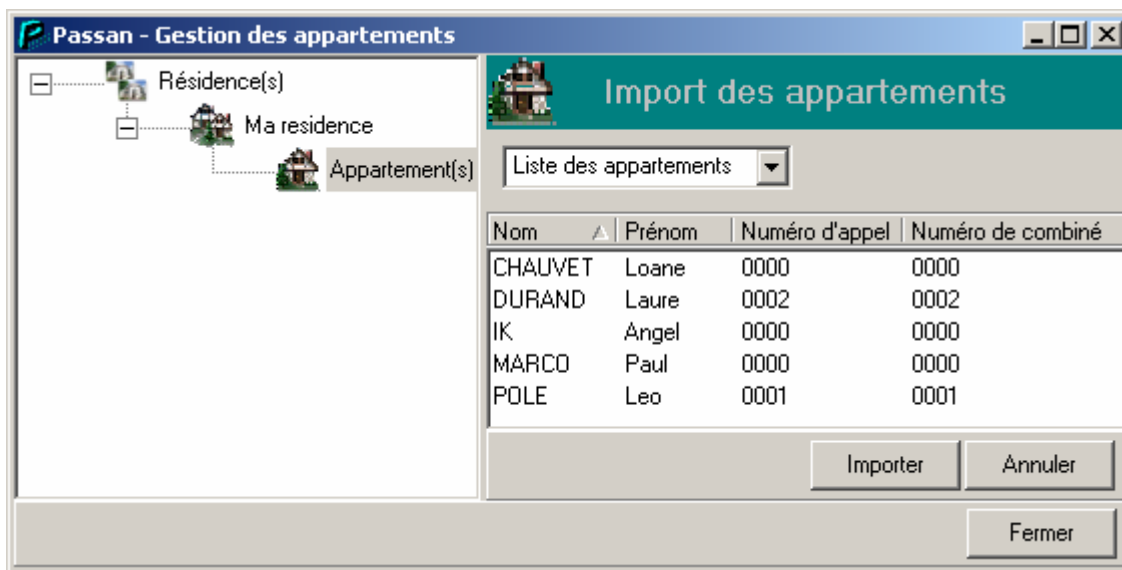 Passan - Gestion des appartements
Résidence(s)
Ma residence
Appartement(s)
Import des appartements
Liste des appartements
Nom Prénom Numéro d'appel Numéro de combiné
CHAUVET Loane 0000 0000
DURAND Laure 0002 0002
IK Angel 0000 0000
MARCO Paul 0000 0000
POLE Leo 0001 0001
Importer Annuler
Fermer